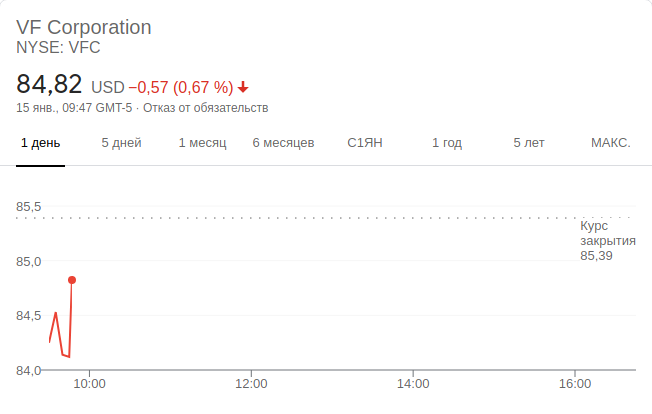 VF Corporation
NYSE: VFC
84,82 USD −0,57 (0,67 %)
15 янв., 09:47 GMT-5 · Отказ от обязательств
1 день 5 дней 1 месяц 6 месяцев С1ЯН 1 год 5 лет МАКС.
85,5
Курс
закрытия
85,39
85,0
84,5
84,0
10:00 12:00 14:00 16:00